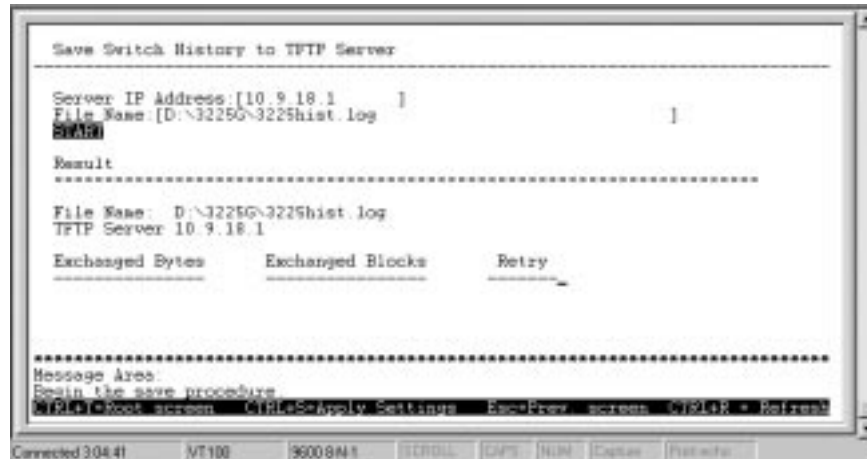 Save Switch History to TFTP Server
Server IP Address:[10.9.18.1 ]
File Name:[D:\3225G\3225hist.log ]
START
Result
File Name: D:\3225G\3225hist.log
TFTP Server 10.9.18.1
Exchanged Bytes Exchanged Blocks Retry
Message Area:
Begin the save procedure.
CTRL+T=Root screen CTRL+S=Apply Settings Esc=Prev. screen CTRL+R = Refresh
Connected 3:04:41 VT100 9600 8-N-1 SCROLL CAPS NUM Capture Print echo